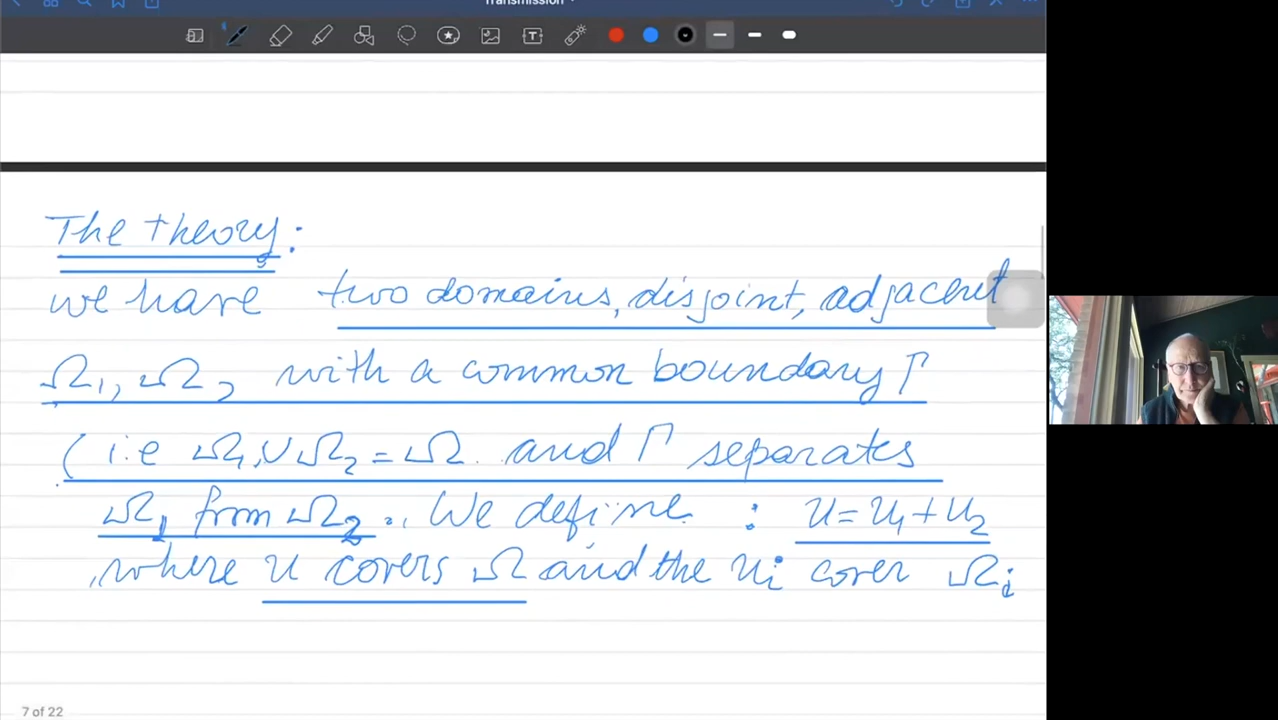 Transmission
The theory:
we have two domains, disjoint, adjacent
Ω₁, Ω₂ with a common boundary Γ
(i.e Ω₁ ∪ Ω₂ = Ω. and Γ separates
Ω₁ from Ω₂ .. We define : u = u₁ + u₂
where u covers Ω and the uᵢ cover Ωᵢ
7 of 22